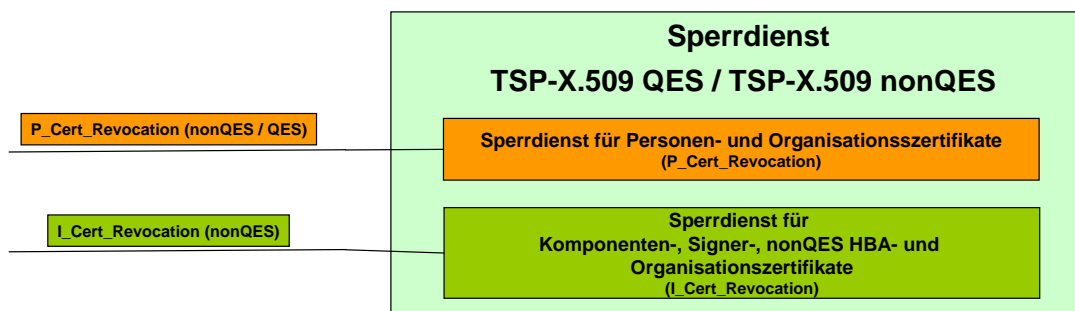 Sperrdienst
TSP-X.509 QES / TSP-X.509 nonQES
P_Cert_Revocation (nonQES / QES)
Sperrdienst für Personen- und Organisationsszertifikate
(P_Cert_Revocation)
I_Cert_Revocation (nonQES)
Sperrdienst für
Komponenten-, Signer-, nonQES HBA- und
Organisationszertifikate
(I_Cert_Revocation)